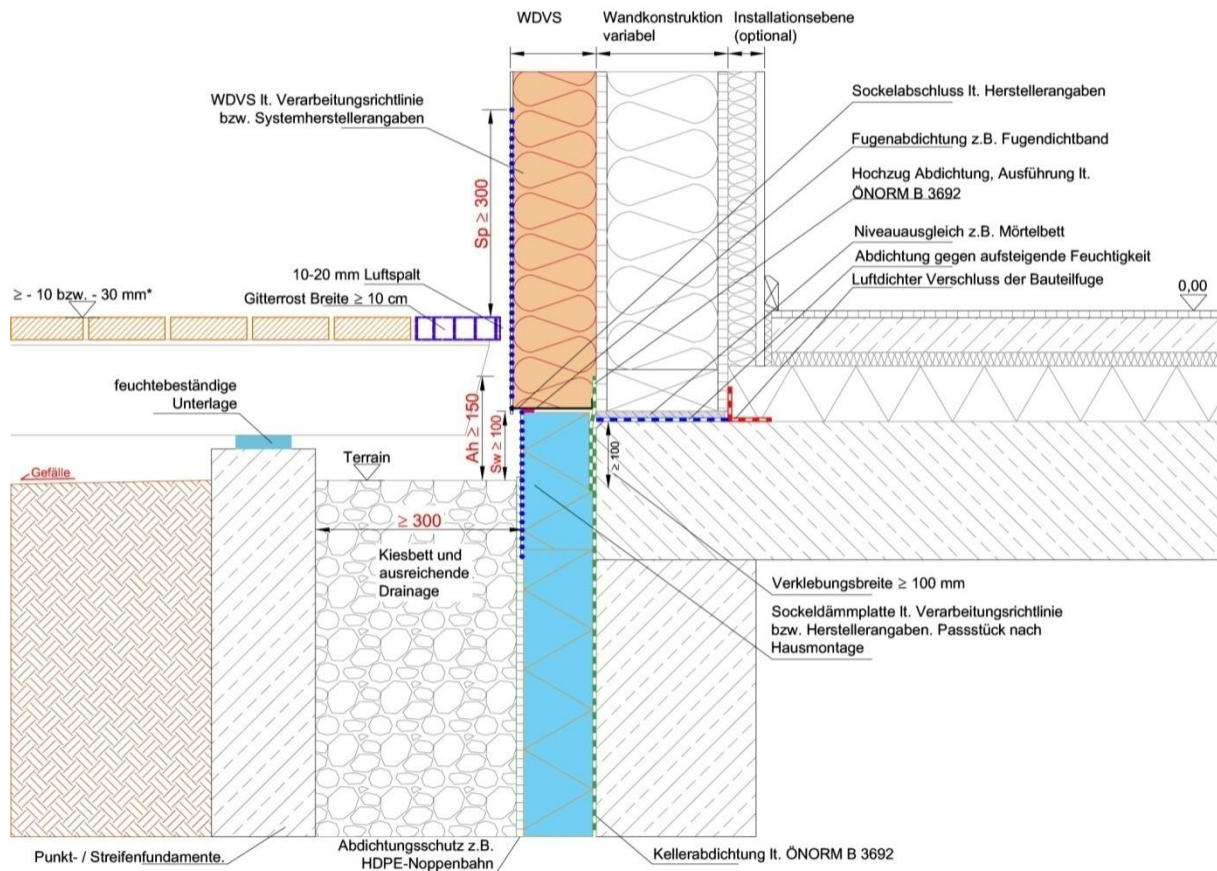 WDVS
Wandkonstruktion
variabel
Installationsebene
(optional)
WDVS lt. Verarbeitungsrichtlinie
bzw. Systemherstellerangaben
Sockelabschluss lt. Herstellerangaben
Fugenabdichtung z.B. Fugendichtband
Hochzug Abdichtung, Ausführung lt.
ÖNORM B 3692
Niveauausgleich z.B. Mörtelbett
Abdichtung gegen aufsteigende Feuchtigkeit
Luftdichter Verschluss der Bauteilfuge
Sp ≥ 300
10-20 mm Luftspalt
Gitterrost Breite ≥ 10 cm
≥ - 10 bzw. - 30 mm*
0,00
feuchtebeständige
Unterlage
Ah ≥ 150
Sw ≥ 100
≥ 100
Gefälle
Terrain
≥ 300
Kiesbett und
ausreichende
Drainage
Verklebungsbreite ≥ 100 mm
Sockeldämmplatte lt. Verarbeitungsrichtlinie
bzw. Herstellerangaben. Passstück nach
Hausmontage
Punkt- / Streifenfundamente.
Abdichtungsschutz z.B.
HDPE-Noppenbahn
Kellerabdichtung lt. ÖNORM B 3692